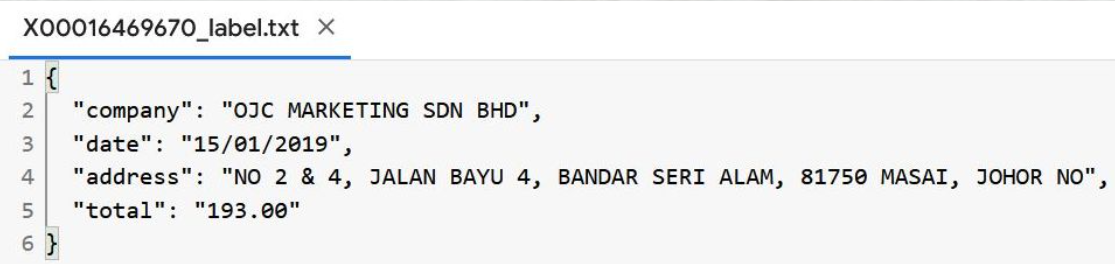 X00016469670_label.txt ×
1 {
2 "company": "OJC MARKETING SDN BHD",
3 "date": "15/01/2019",
4 "address": "NO 2 & 4, JALAN BAYU 4, BANDAR SERI ALAM, 81750 MASAI, JOHOR NO",
5 "total": "193.00"
6 }